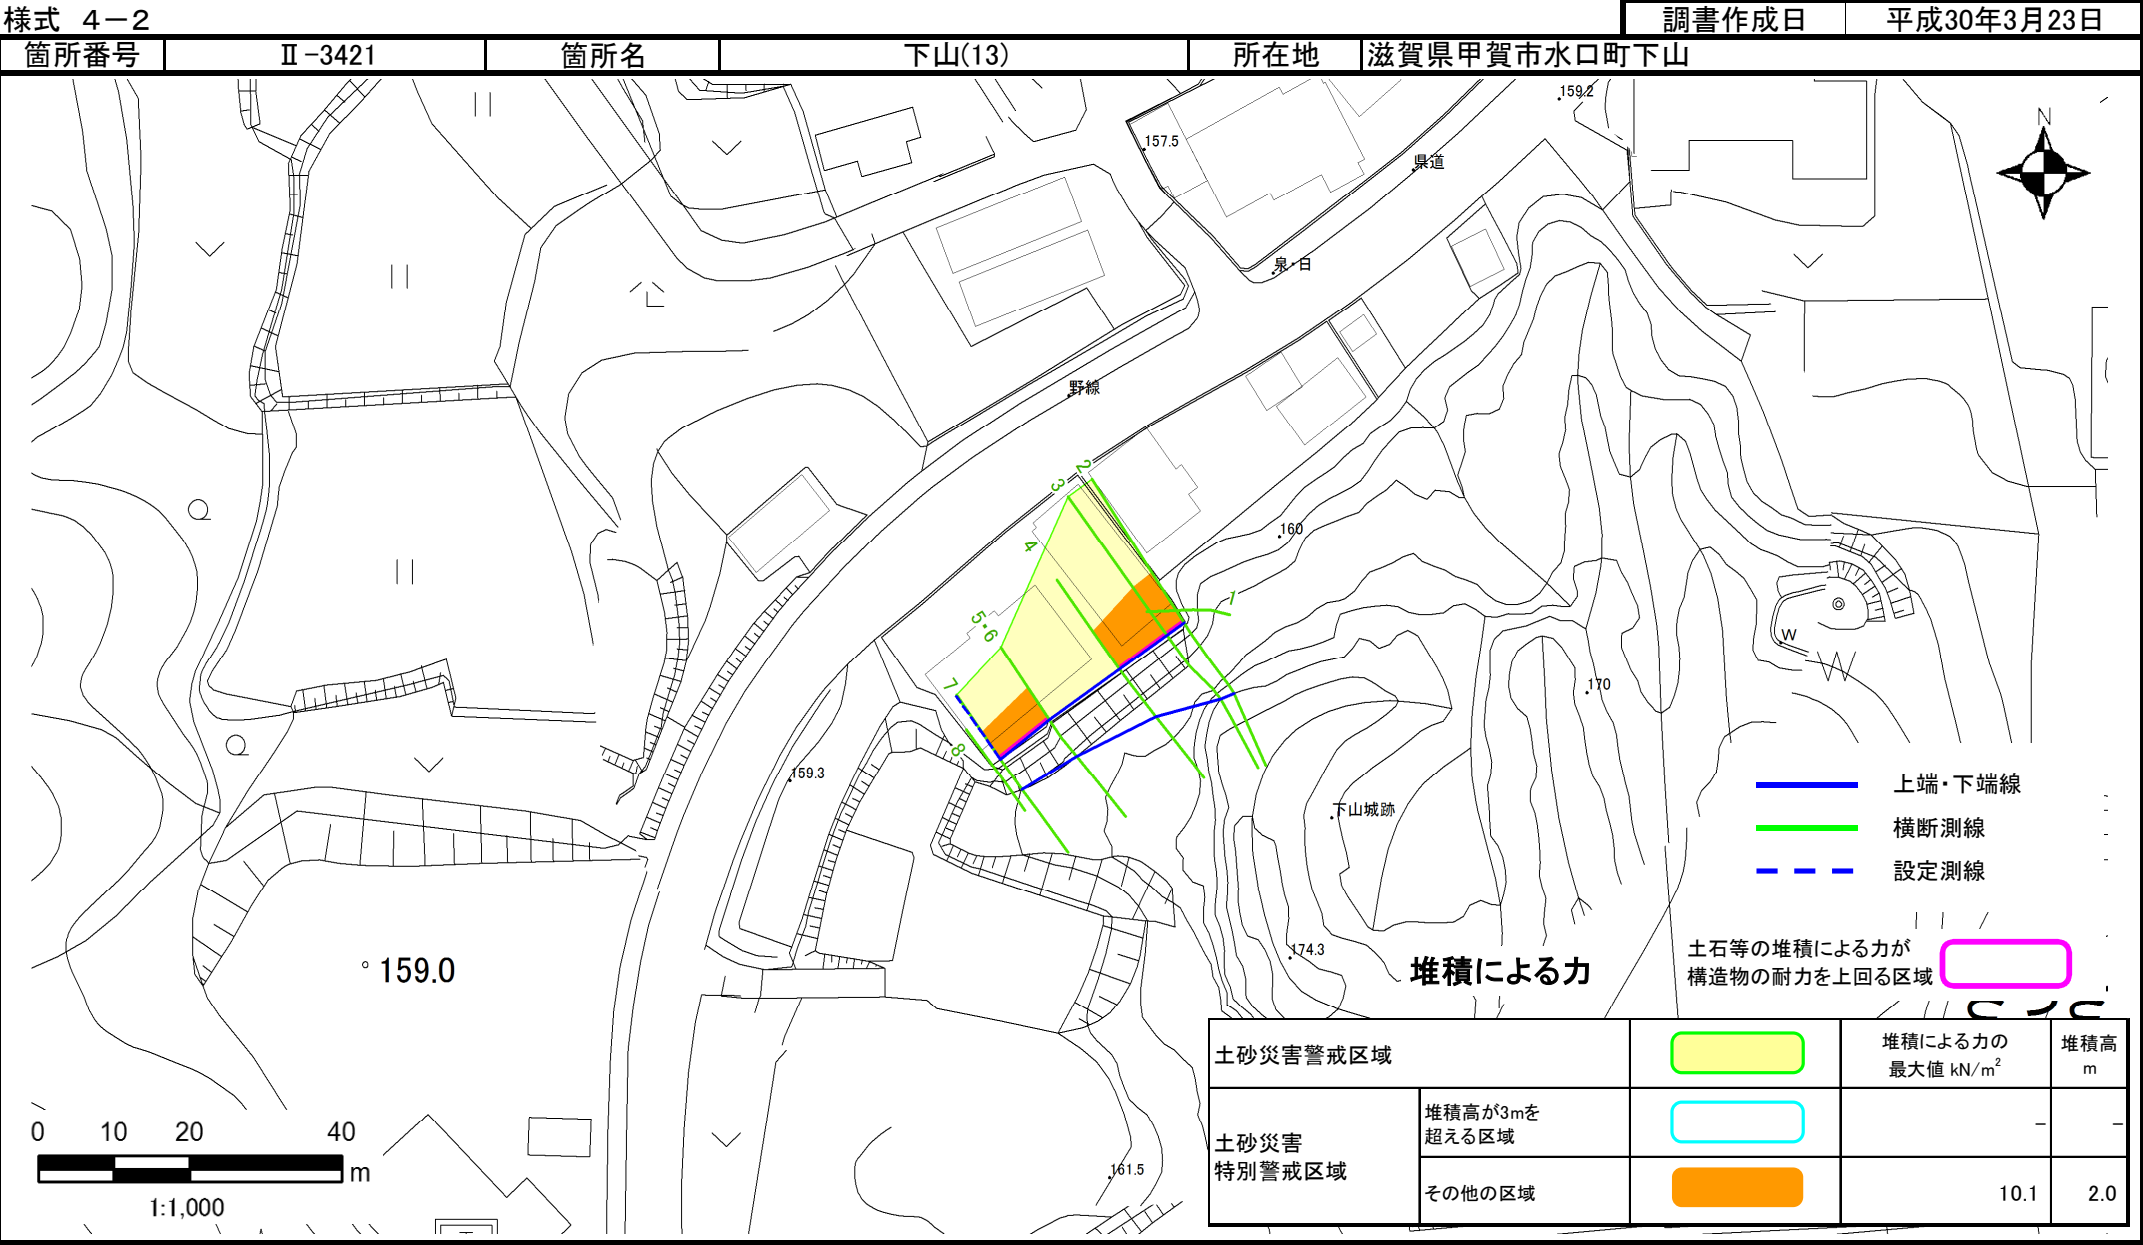 様式 4－2
調書作成日 平成30年3月23日
箇所番号 Ⅱ-3421 箇所名 下山(13) 所在地 滋賀県甲賀市水口町下山
159.2
N
157.5
県道
泉・日
野線
2
3
160
4
1
5・6
W
7
170
8
159.3
上端・下端線
下山城跡
横断測線
設定測線
174.3
159.0
堆積による力
土石等の堆積による力が
構造物の耐力を上回る区域
土砂災害警戒区域
堆積による力の
最大値 kN/m²
堆積高
m
土砂災害
特別警戒区域
堆積高が3mを
超える区域
－ －
その他の区域
10.1 2.0
161.5
0 10 20 40
m
1:1,000